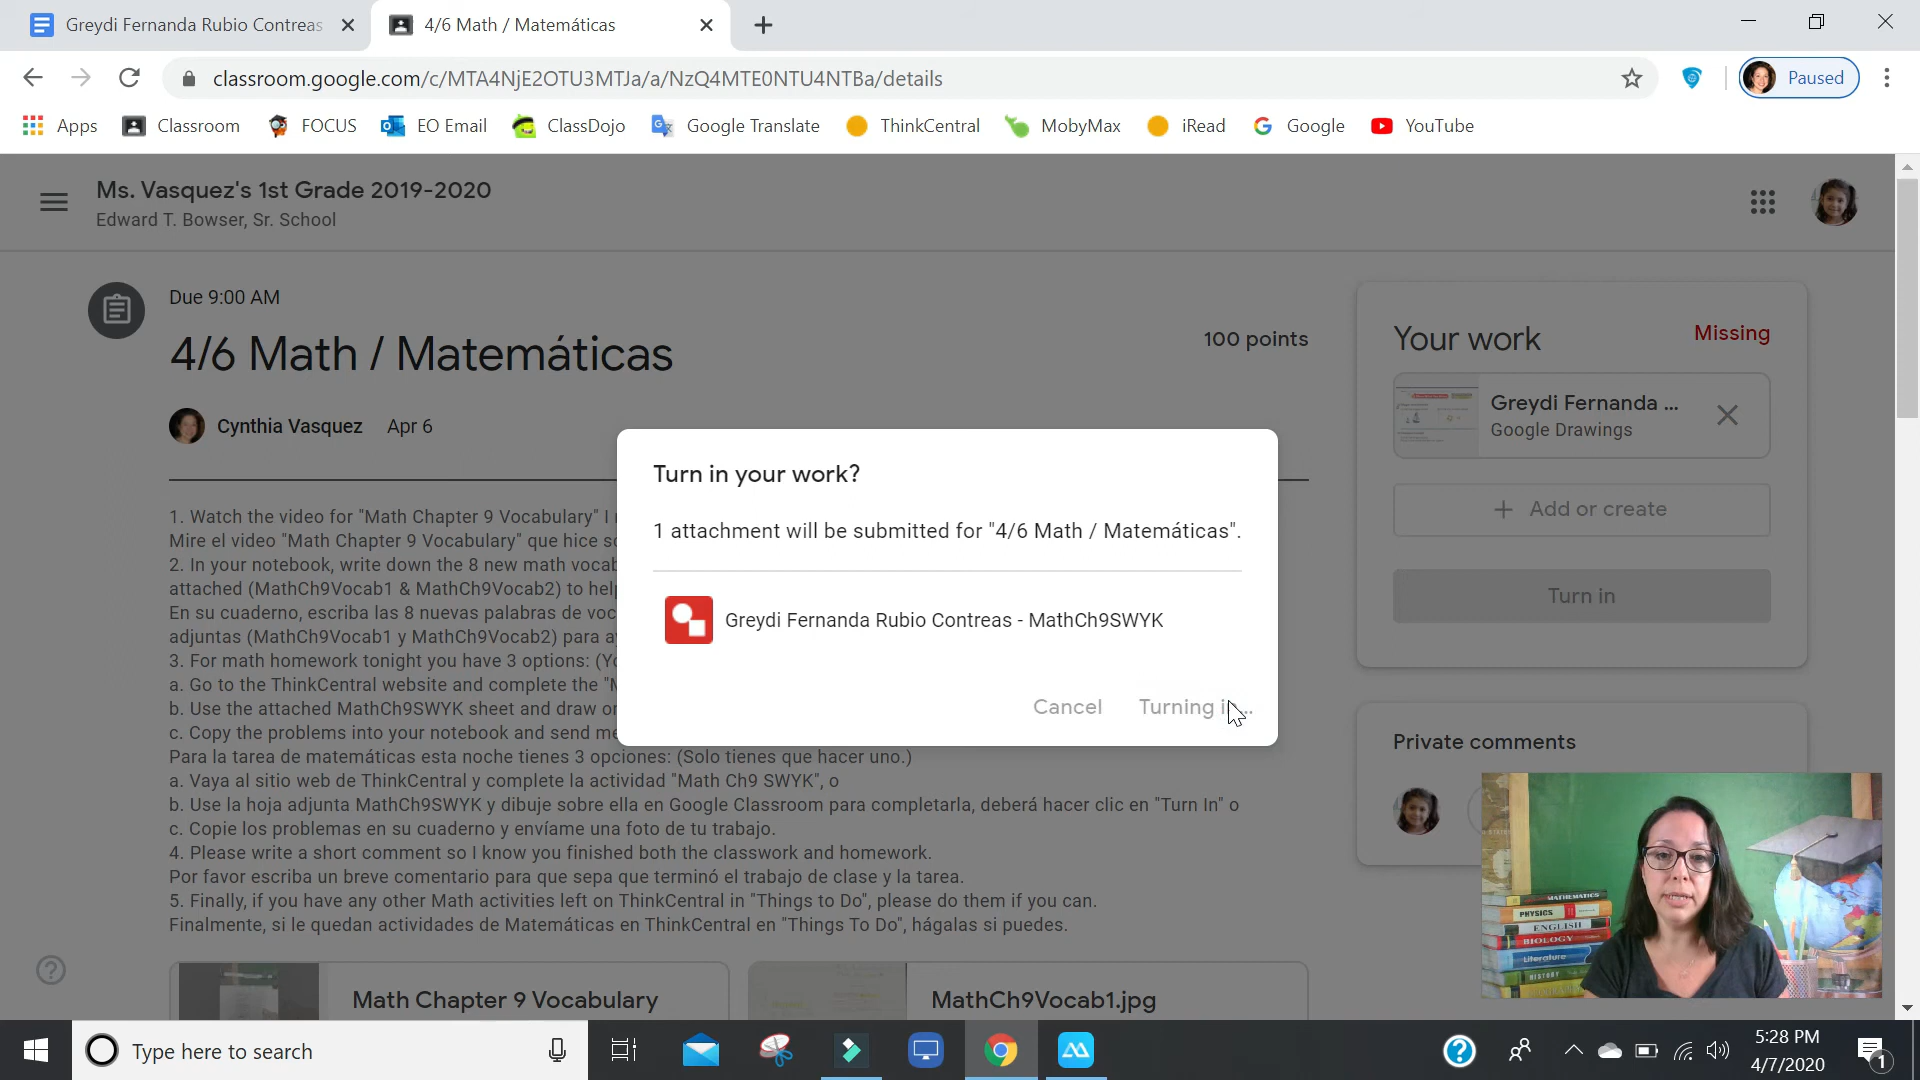 Greydi Fernanda Rubio Contreas
4/6 Math / Matemáticas
classroom.google.com/c/MTA4NjE2OTU3MTJa/a/NzQ4MTE0NTU4NTBa/details
Paused
Apps
Classroom
FOCUS
EO Email
ClassDojo
Google Translate
ThinkCentral
MobyMax
iRead
Google
YouTube
Ms. Vasquez's 1st Grade 2019-2020
Edward T. Bowser, Sr. School
Due 9:00 AM
4/6 Math / Matemáticas
100 points
Cynthia Vasquez Apr 6
1. Watch the video for "Math Chapter 9 Vocabulary" I
Mire el video "Math Chapter 9 Vocabulary" que hice
2. In your notebook, write down the 8 new math
attached (MathCh9Vocab1 & MathCh9Vocab2) to
En su cuaderno, escriba las 8 nuevas palabras de
adjuntas (MathCh9Vocab1 y MathCh9Vocab2) para
3. For math homework tonight you have 3 options:
a. Go to the ThinkCentral website and complete the
b. Use the attached MathCh9SWYK sheet and draw
c. Copy the problems into your notebook and send
Para la tarea de matemáticas esta noche tienes 3 opciones: (Solo tienes que hacer uno.)
a. Vaya al sitio web de ThinkCentral y complete la actividad "Math Ch9 SWYK", o
b. Use la hoja adjunta MathCh9SWYK y dibuje sobre ella en Google Classroom para completarla, deberá hacer clic en "Turn In" o
c. Copie los problemas en su cuaderno y envíame una foto de tu trabajo.
4. Please write a short comment so I know you finished both the classwork and homework.
Por favor escriba un breve comentario para que sepa que terminó el trabajo de clase y la tarea.
5. Finally, if you have any other Math activities left on ThinkCentral in "Things to Do", please do them if you can.
Finalmente, si le quedan actividades de Matemáticas en ThinkCentral en "Things To Do", hágalas si puedes.
Math Chapter 9 Vocabulary
MathCh9Vocab1.jpg
Turn in your work?
1 attachment will be submitted for "4/6 Math / Matemáticas".
Greydi Fernanda Rubio Contreas - MathCh9SWYK
Cancel
Turning
Your work
Missing
Greydi Fernanda ...
Google Drawings
+ Add or create
Turn in
Private comments
MATHEMATICS
PHYSICS
ENGLISH
BIOLOGY
Literature
HISTORY
Type here to search
5:28 PM
4/7/2020
1